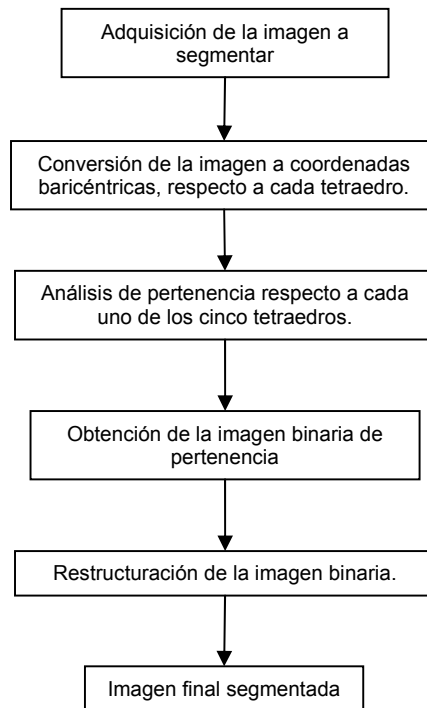 Adquisición de la imagen a
segmentar
Conversión de la imagen a coordenadas
baricéntricas, respecto a cada tetraedro.
Análisis de pertenencia respecto a cada
uno de los cinco tetraedros.
Obtención de la imagen binaria de
pertenencia
Restructuración de la imagen binaria.
Imagen final segmentada